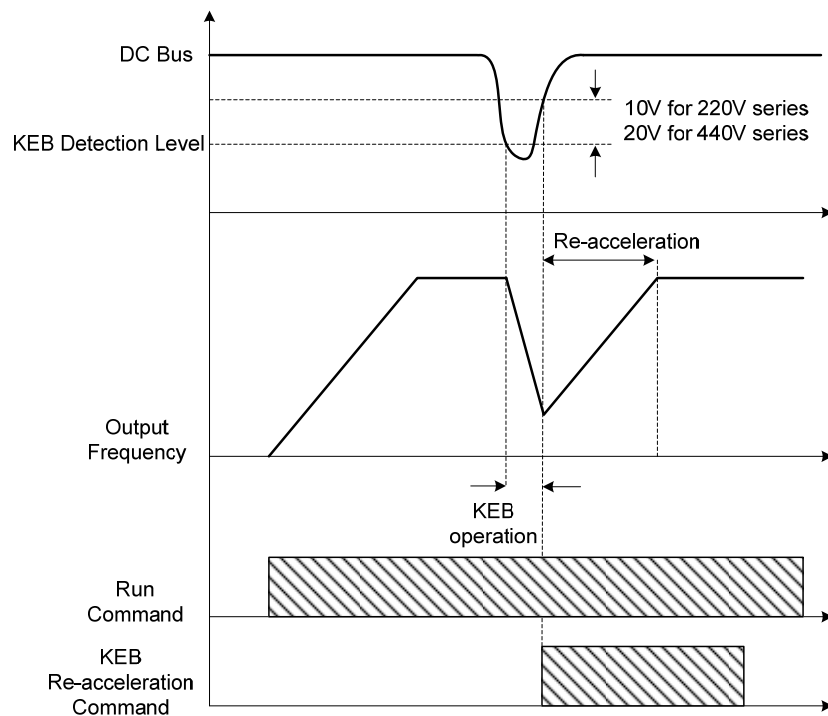 DC Bus
10V for 220V series
20V for 440V series
KEB Detection Level
Re-acceleration
Output
Frequency
KEB
operation
Run
Command
KEB
Re-acceleration
Command